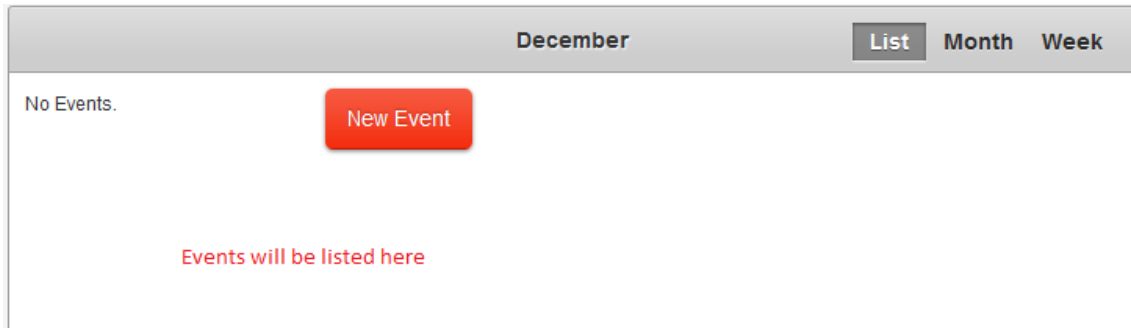 December List Month Week
No Events. New Event
Events will be listed here